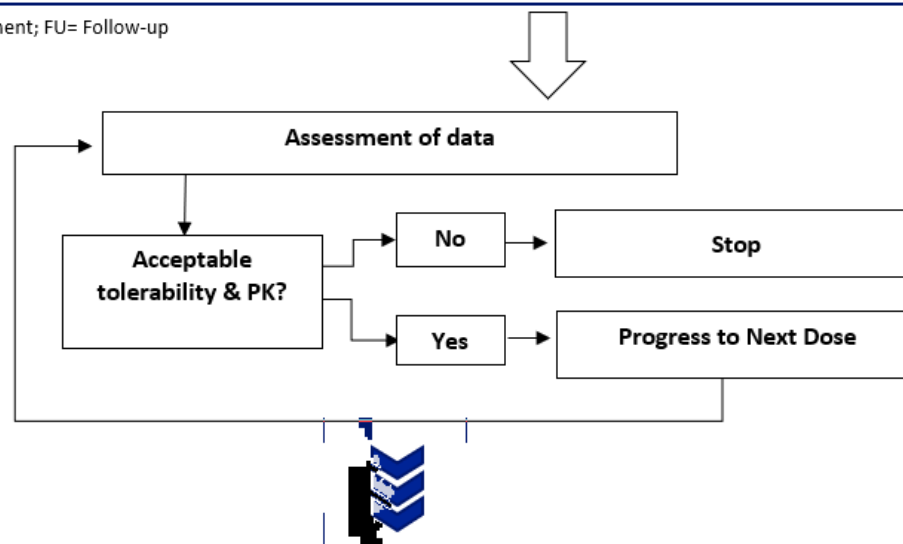 ent; FU= Follow-up
Assessment of data
Acceptable
tolerability & PK?
No
Stop
Yes
Progress to Next Dose